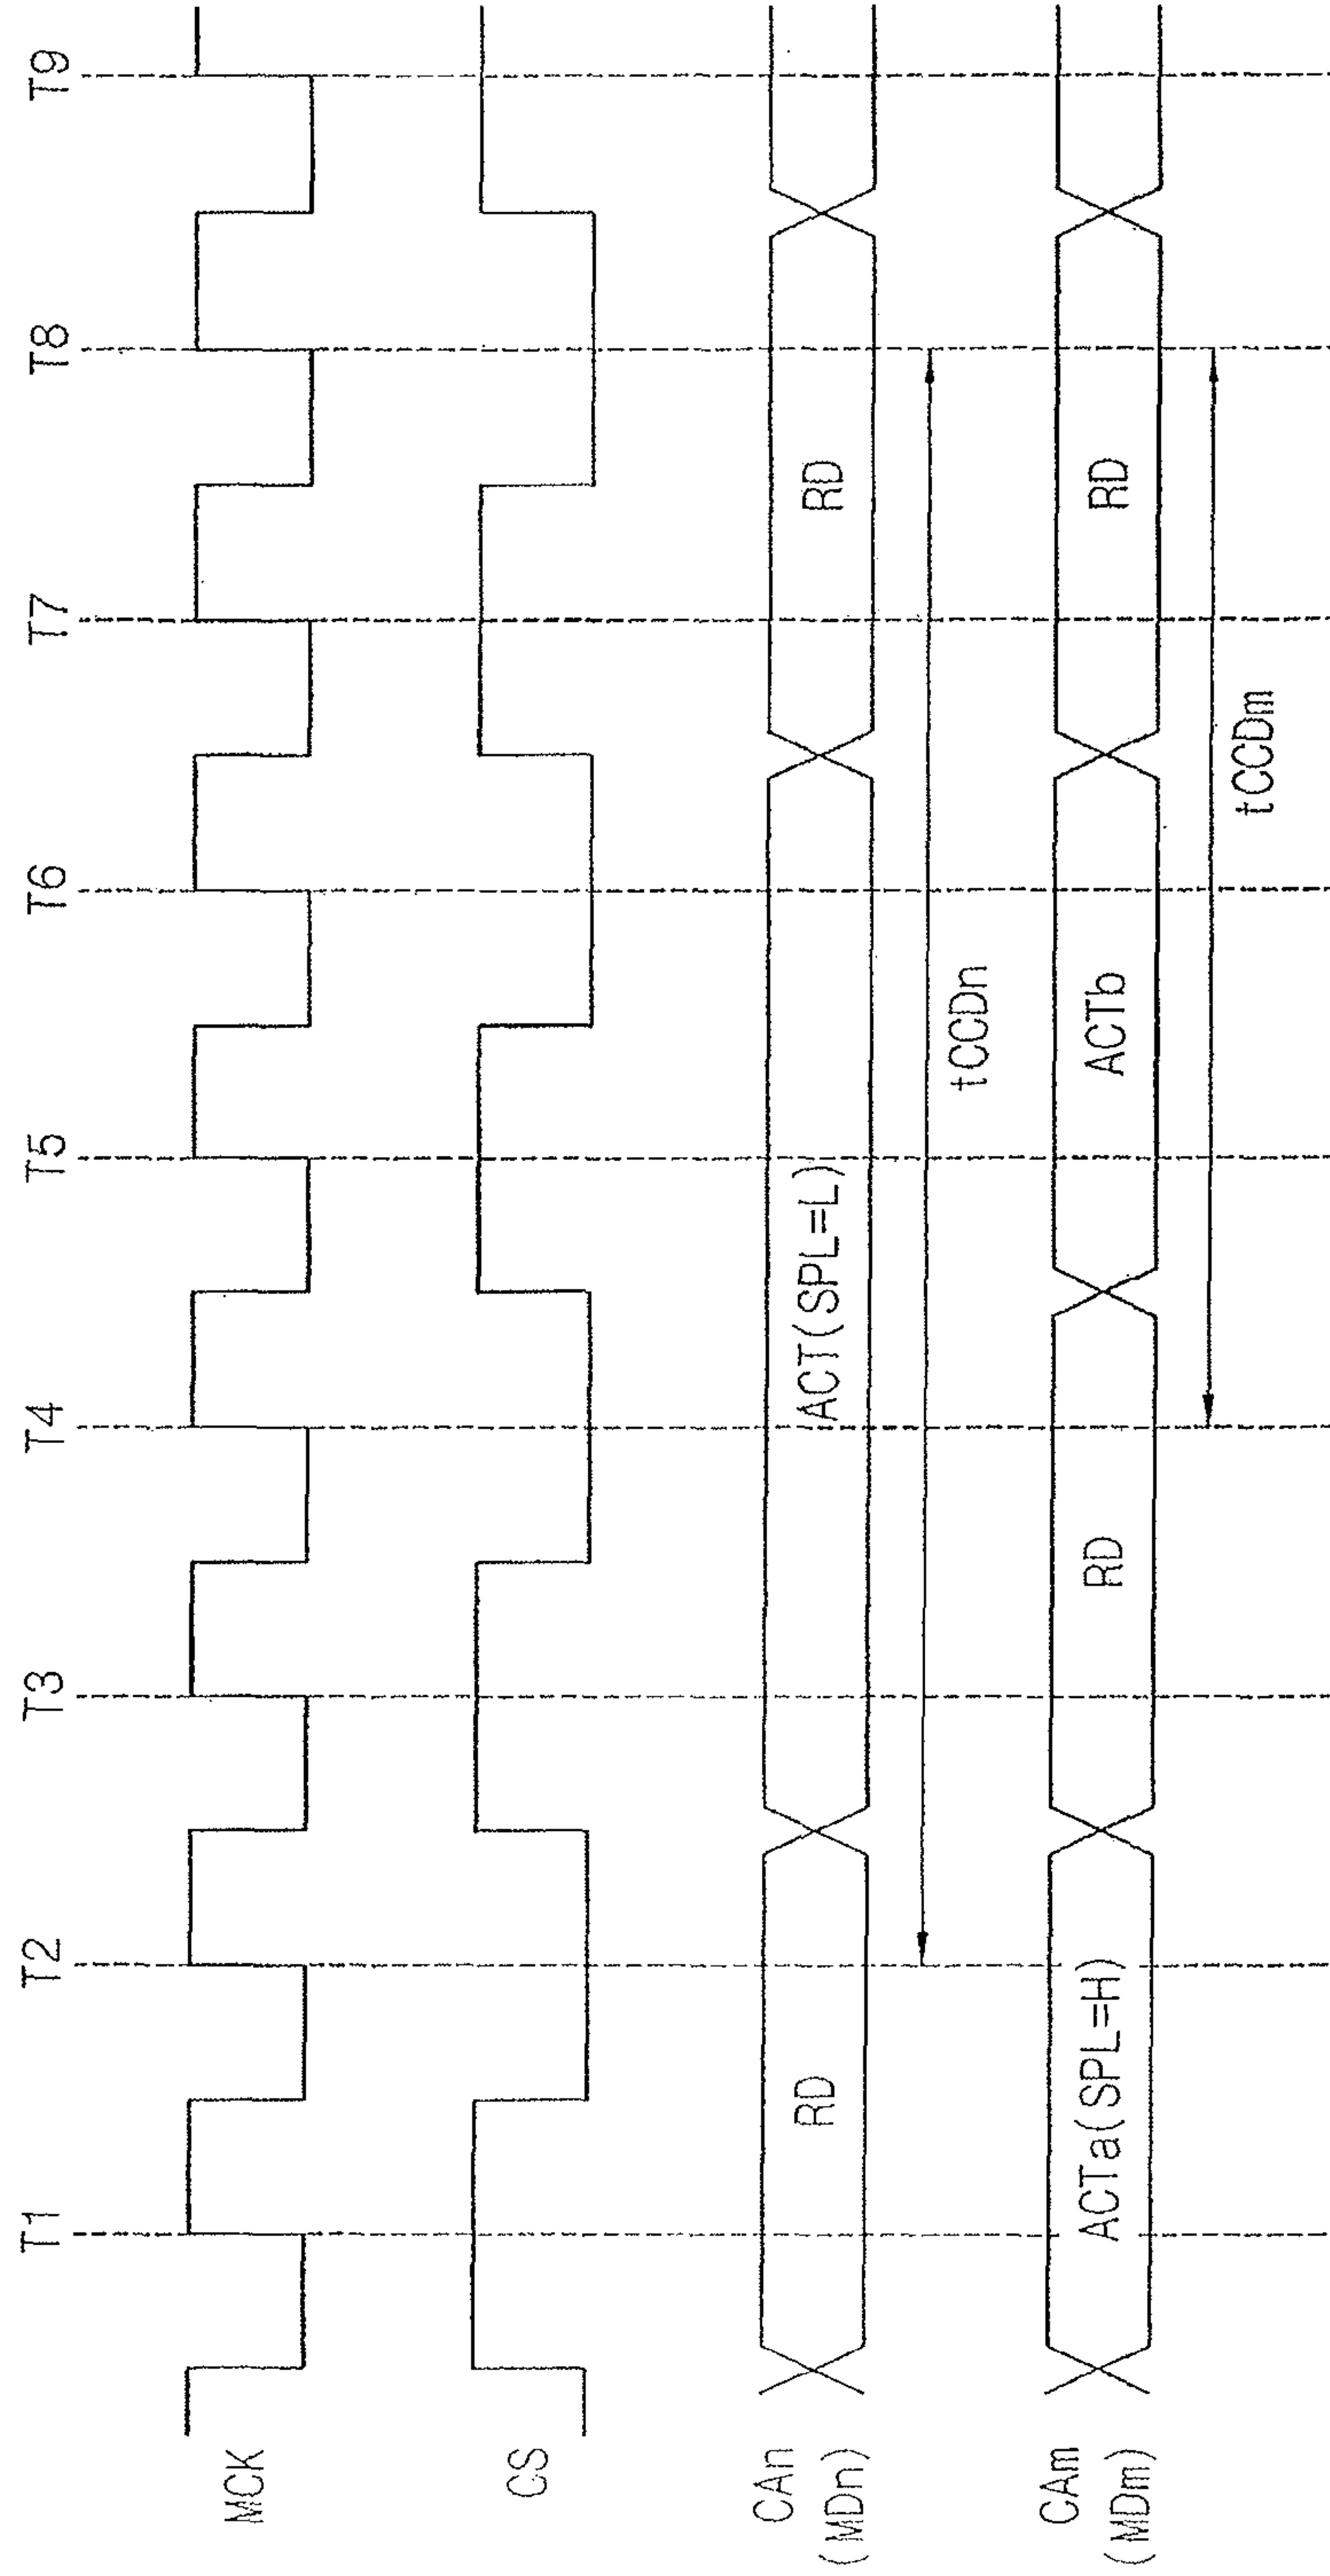 T1 T2 T3 T4 T5 T6 T7 T8 T9
MCK
CS
CAn
(MDn)
RD ACT(SPL=L) RD
tCCDn
CAm
(MDm)
ACTa(SPL=H) RD ACTb RD
tCCDm